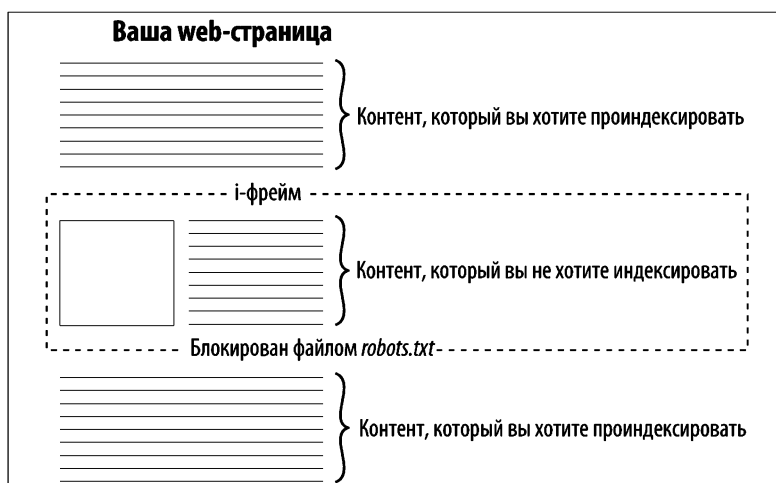 Ваша web-страница
Контент, который вы хотите проиндексировать
i-фрейм
Контент, который вы не хотите индексировать
Блокирован файлом robots.txt
Контент, который вы хотите проиндексировать